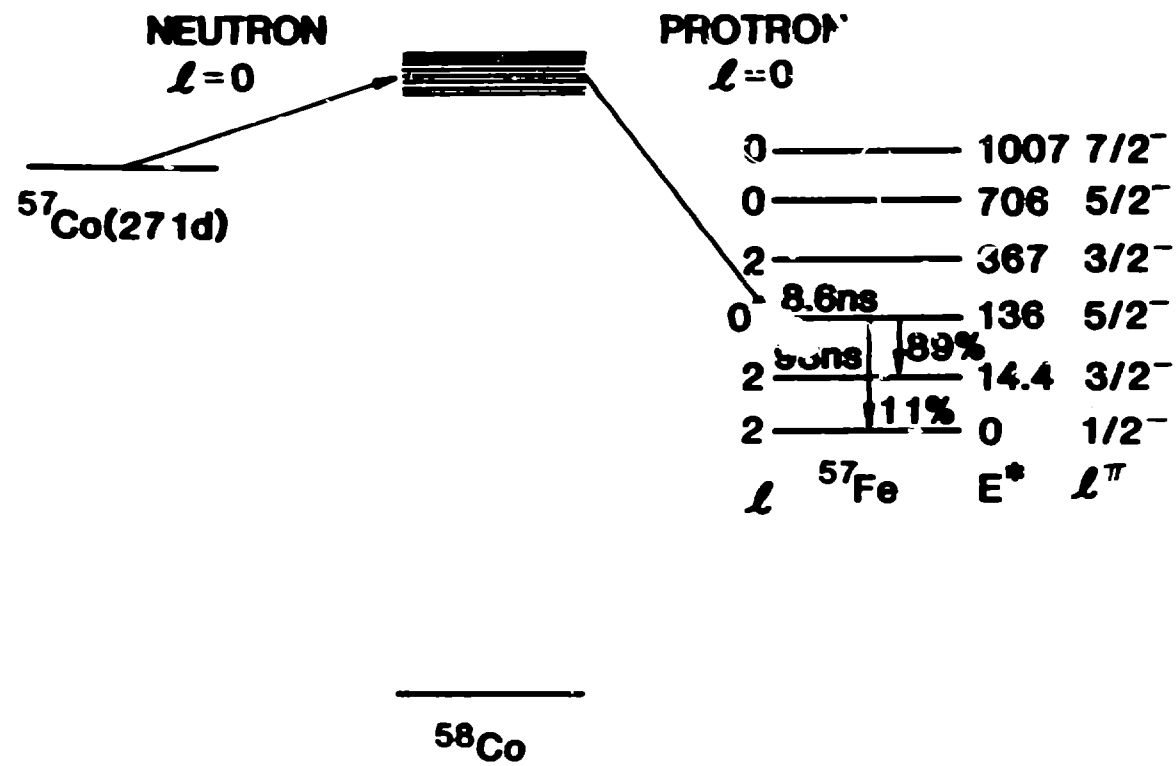 NEUTRON
ℓ=0
PROTRON
ℓ=0
57Co(271d)
0 1007 7/2⁻
0 706 5/2⁻
2 367 3/2⁻
0 8.6ns 136 5/2⁻
89%
2 14.4 3/2⁻
11%
2 0 1/2⁻
ℓ ⁵⁷Fe E* ℓ^π
⁵⁸Co